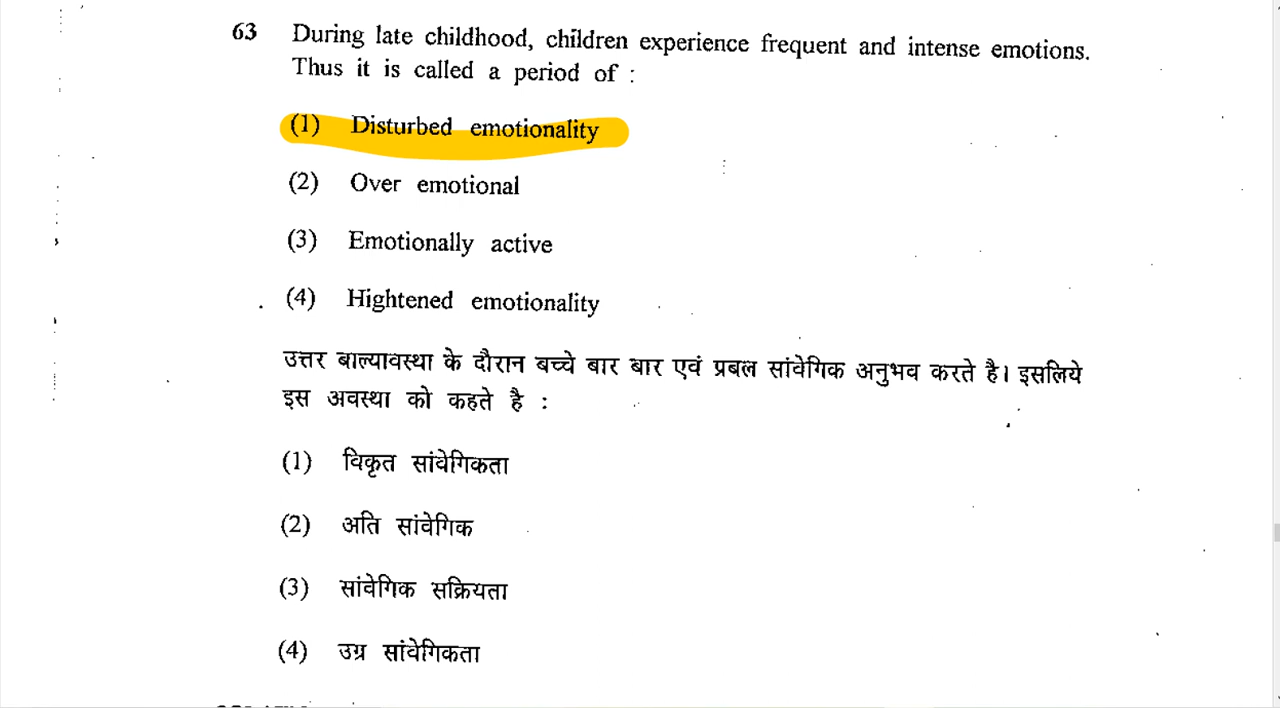 63 During late childhood, children experience frequent and intense emotions.
Thus it is called a period of :
(1) Disturbed emotionality
(2) Over emotional
(3) Emotionally active
(4) Hightened emotionality
उत्तर बाल्यावस्था के दौरान बच्चे बार बार एवं प्रबल सांवेगिक अनुभव करते है। इसलिये
इस अवस्था को कहते है :
(1) विकृत सांवेगिकता
(2) अति सांवेगिक
(3) सांवेगिक सक्रियता
(4) उग्र सांवेगिकता